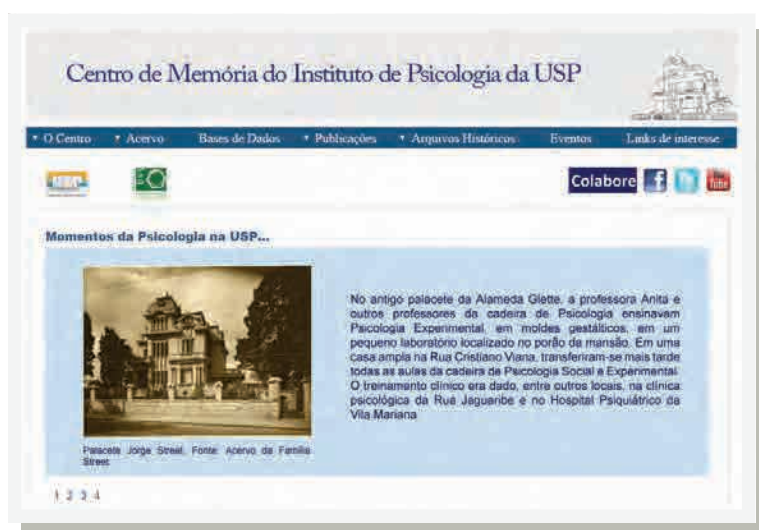 Centro de Memória do Instituto de Psicologia da USP
O Centro Acervo Bases de Dados Publicações Arquivos Históricos Eventos Links de interesse
Colabore f You Tube
Momentos da Psicologia na USP...
No antigo palacete da Alameda Glette, a professora Anita e
outros professores da cadeira de Psicologia ensinavam
Psicologia Experimental, em moldes gestálticos, em um
pequeno laboratório localizado no porão da mansão. Em uma
casa ampla na Rua Cristiano Viana, transferiram-se mais tarde
todas as aulas da cadeira de Psicologia Social e Experimental.
O treinamento clínico era dado, entre outros locais, na clínica
psicológica da Rua Jaguaribe e no Hospital Psiquiátrico da
Vila Mariana
Palacete Jorge Street. Fonte: Acervo da Família
Street
1 2 3 4